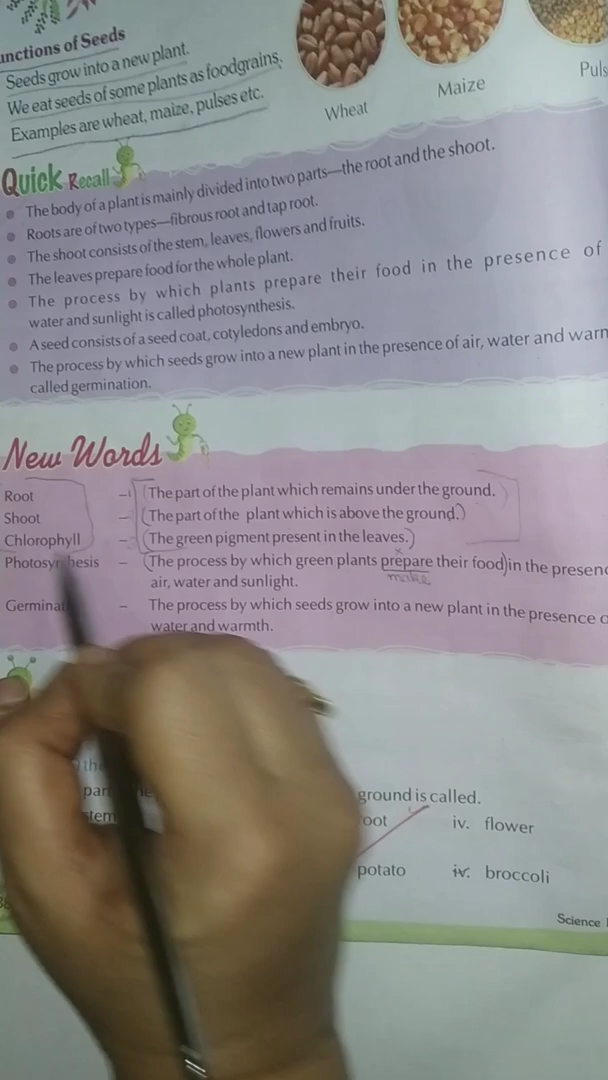 unctions of Seeds
Seeds grow into a new plant.
We eat seeds of some plants as foodgrains.
Examples are wheat, maize, pulses etc.
Wheat
Maize
Puls
Quick Recall
The body of a plant is mainly divided into two parts—the root and the shoot.
Roots are of two types—fibrous root and tap root.
The shoot consists of the stem, leaves, flowers and fruits.
The leaves prepare food for the whole plant.
The process by which plants prepare their food in the presence of
water and sunlight is called photosynthesis.
A seed consists of a seed coat, cotyledons and embryo.
The process by which seeds grow into a new plant in the presence of air, water and warm
called germination.
New Words
Root – The part of the plant which remains under the ground.
Shoot – (The part of the plant which is above the ground.)
Chlorophyll – (The green pigment present in the leaves.)
Photosynthesis – (The process by which green plants prepare their food) in the presenc
make
air, water and sunlight.
Germina – The process by which seeds grow into a new plant in the presence o
water and warmth.
the
par
ground is called.
stem
oot iv. flower
potato iv. broccoli
Science